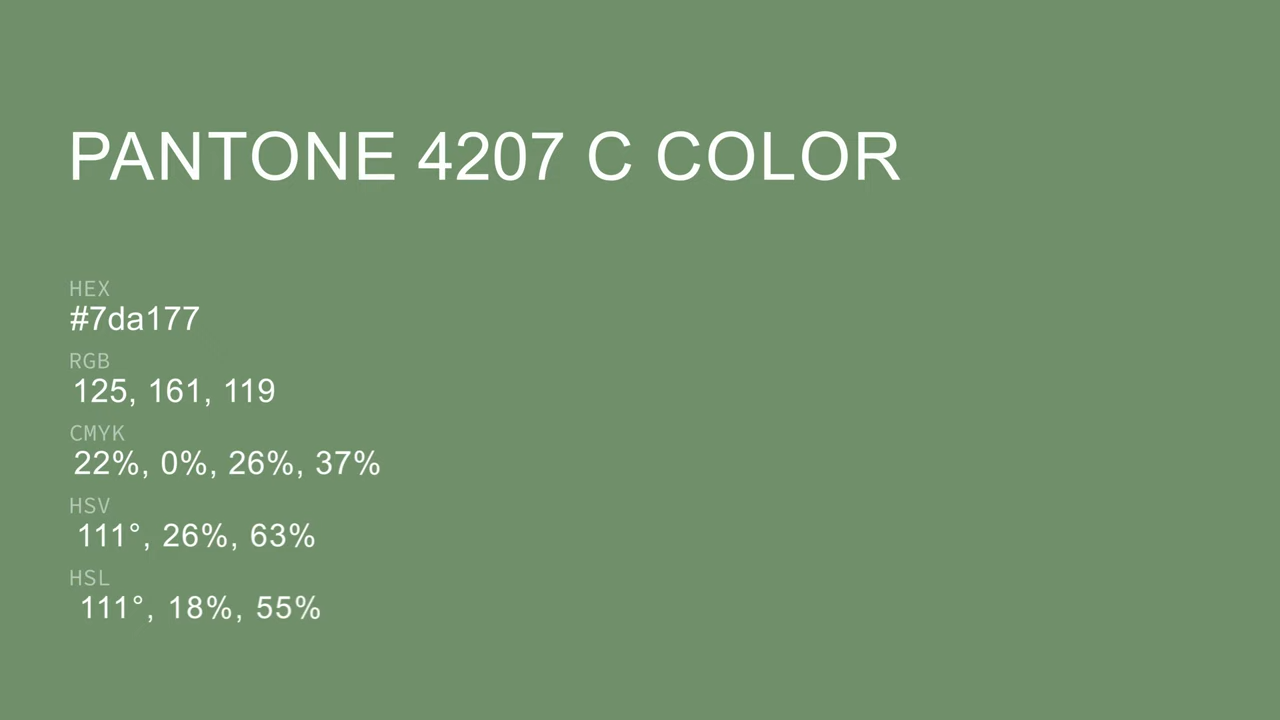 PANTONE 4207 C COLOR
HEX
#7da177
RGB
125, 161, 119
CMYK
22%, 0%, 26%, 37%
HSV
111°, 26%, 63%
HSL
111°, 18%, 55%